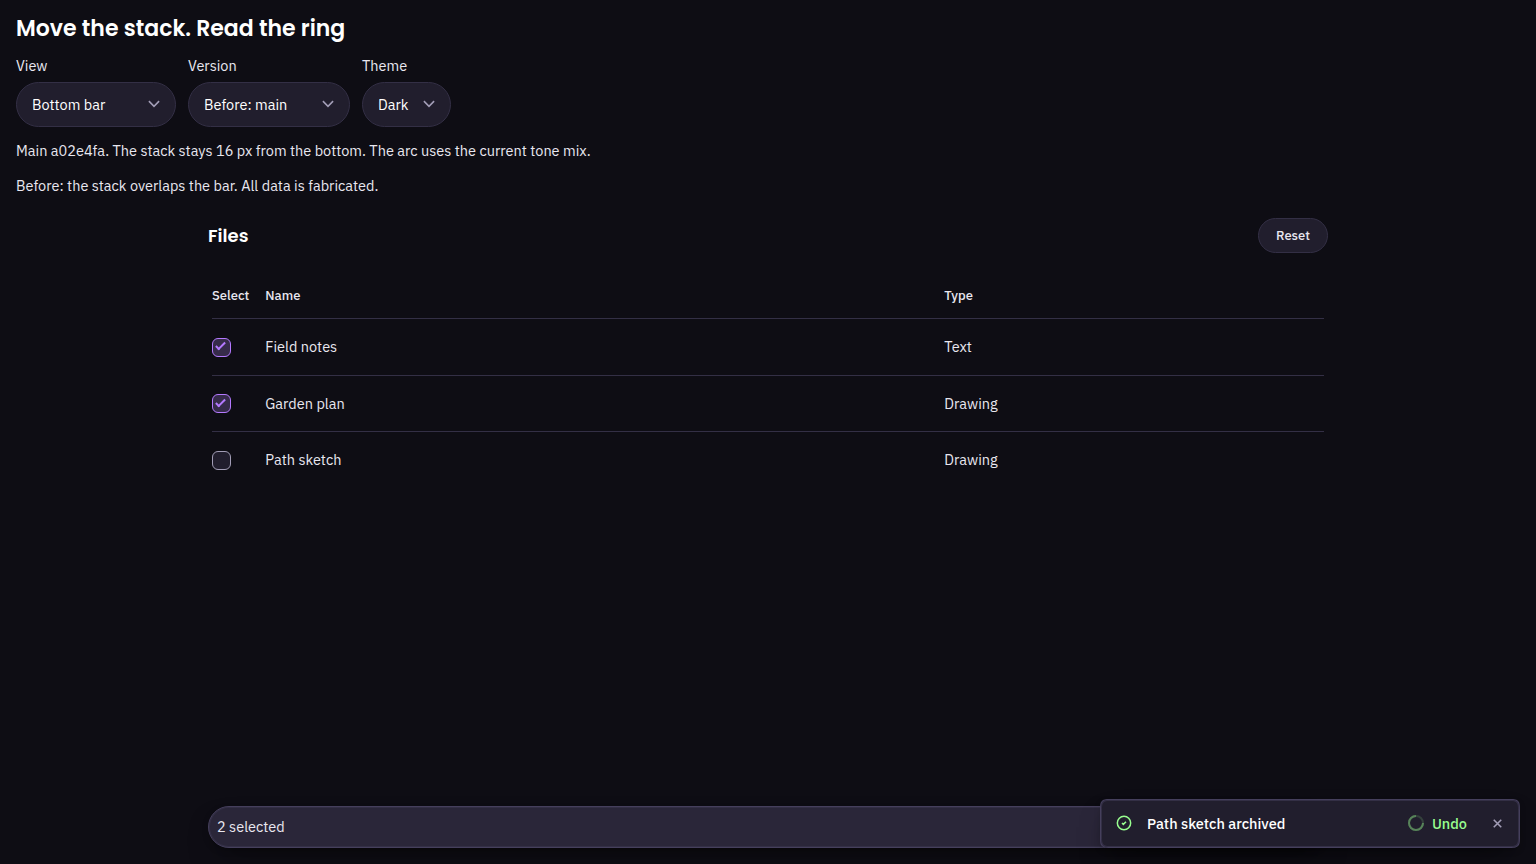 Move the stack. Read the ring
View Version Theme
Bottom bar Before: main Dark
Main a02e4fa. The stack stays 16 px from the bottom. The arc uses the current tone mix.
Before: the stack overlaps the bar. All data is fabricated.
Files Reset
Select Name Type
Field notes Text
Garden plan Drawing
Path sketch Drawing
2 selected Path sketch archived Undo